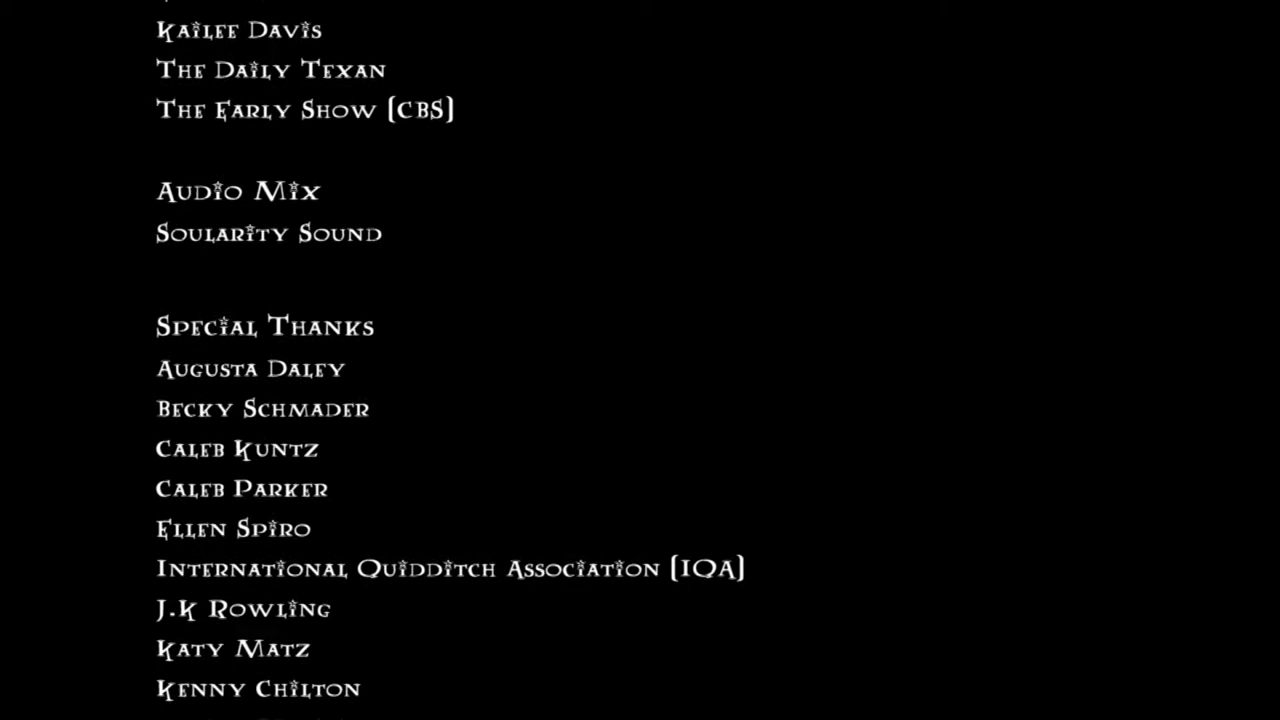 Kailee Davis
The Daily Texan
The Early Show (CBS)
Audio Mix
Soularity Sound
Special Thanks
Augusta Daley
Becky Schmader
Caleb Kuntz
Caleb Parker
Ellen Spiro
International Quidditch Association (IQA)
J.K Rowling
Katy Matz
Kenny Chilton